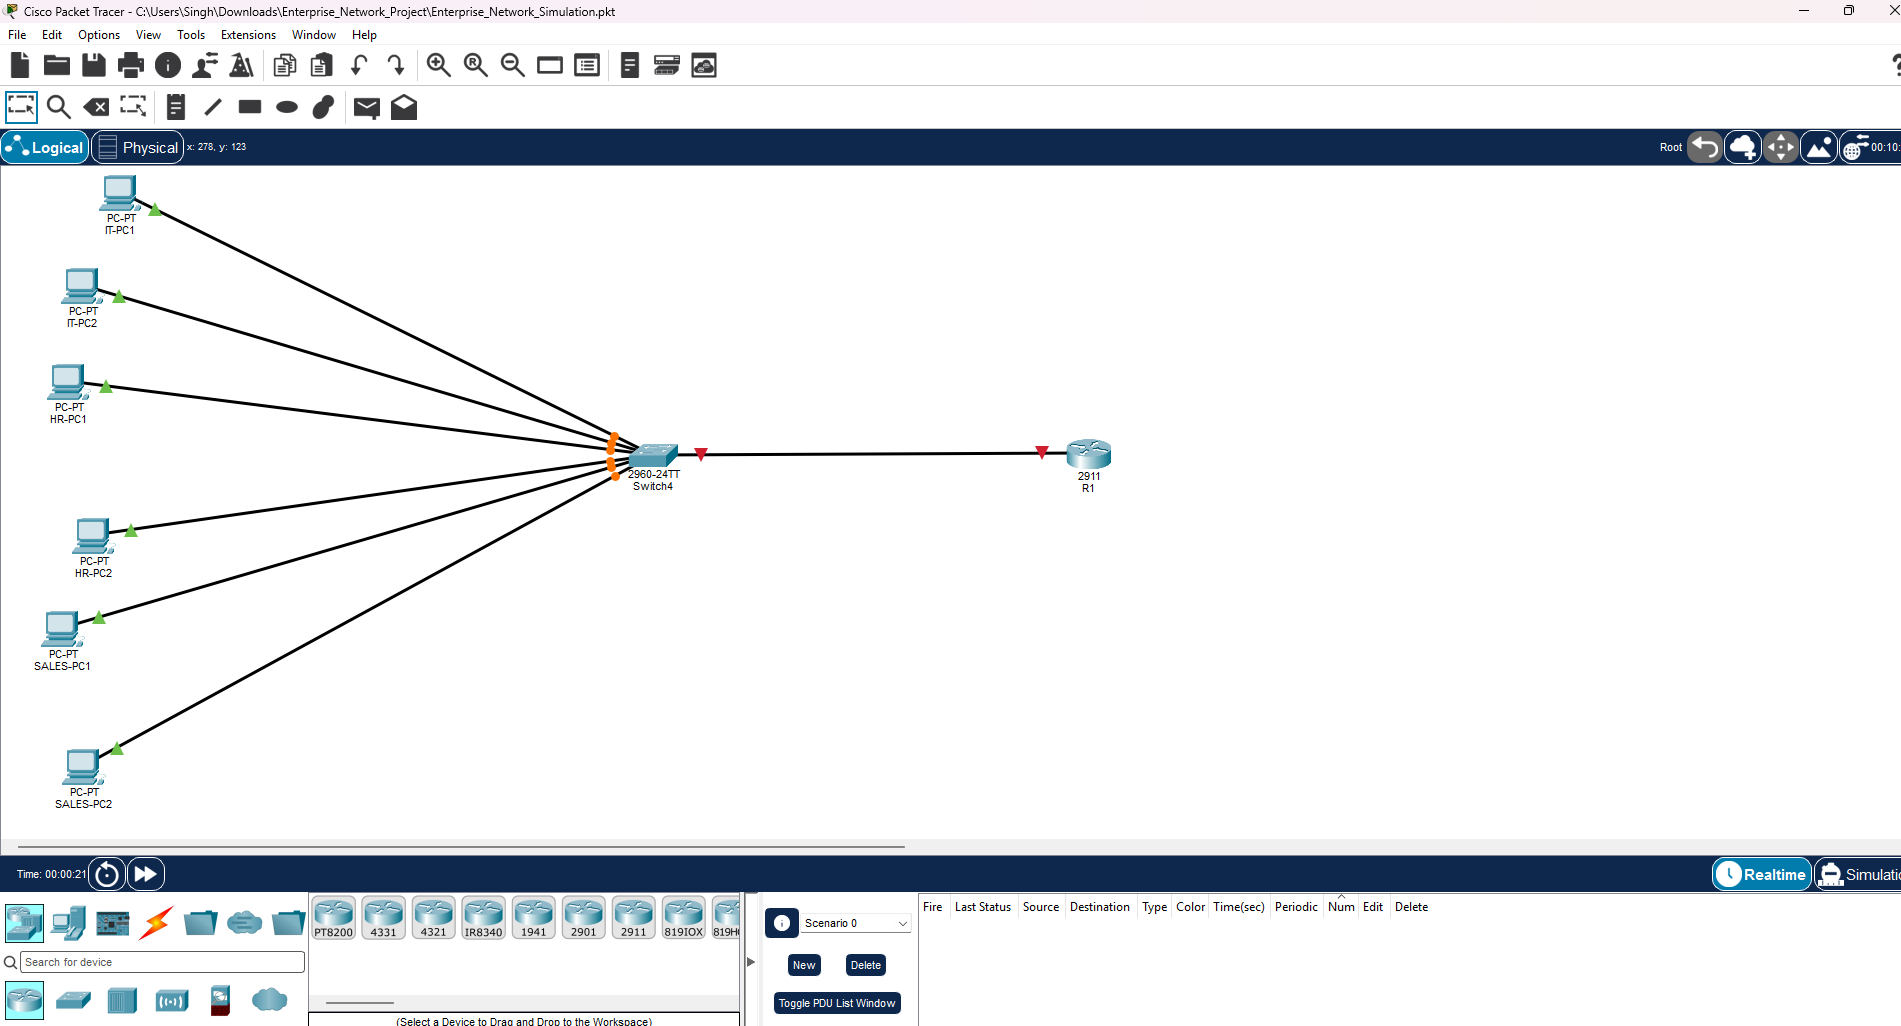 Cisco Packet Tracer - C:\Users\Singh\Downloads\Enterprise_Network_Project\Enterprise_Network_Simulation.pkt
File Edit Options View Tools Extensions Window Help
Logical Physical x: 278, y: 123 Root 00:10:
PC-PT
IT-PC1
PC-PT
IT-PC2
PC-PT
HR-PC1
2960-24TT
Switch4
2911
R1
PC-PT
HR-PC2
PC-PT
SALES-PC1
PC-PT
SALES-PC2
Time: 00:00:21 Realtime Simulatio
PT8200 4331 4321 IR8340 1941 2901 2911 819IOX 819H
Scenario 0
Fire Last Status Source Destination Type Color Time(sec) Periodic Num Edit Delete
Search for device
New Delete
Toggle PDU List Window
(Select a Device to Drag and Drop to the Workspace)